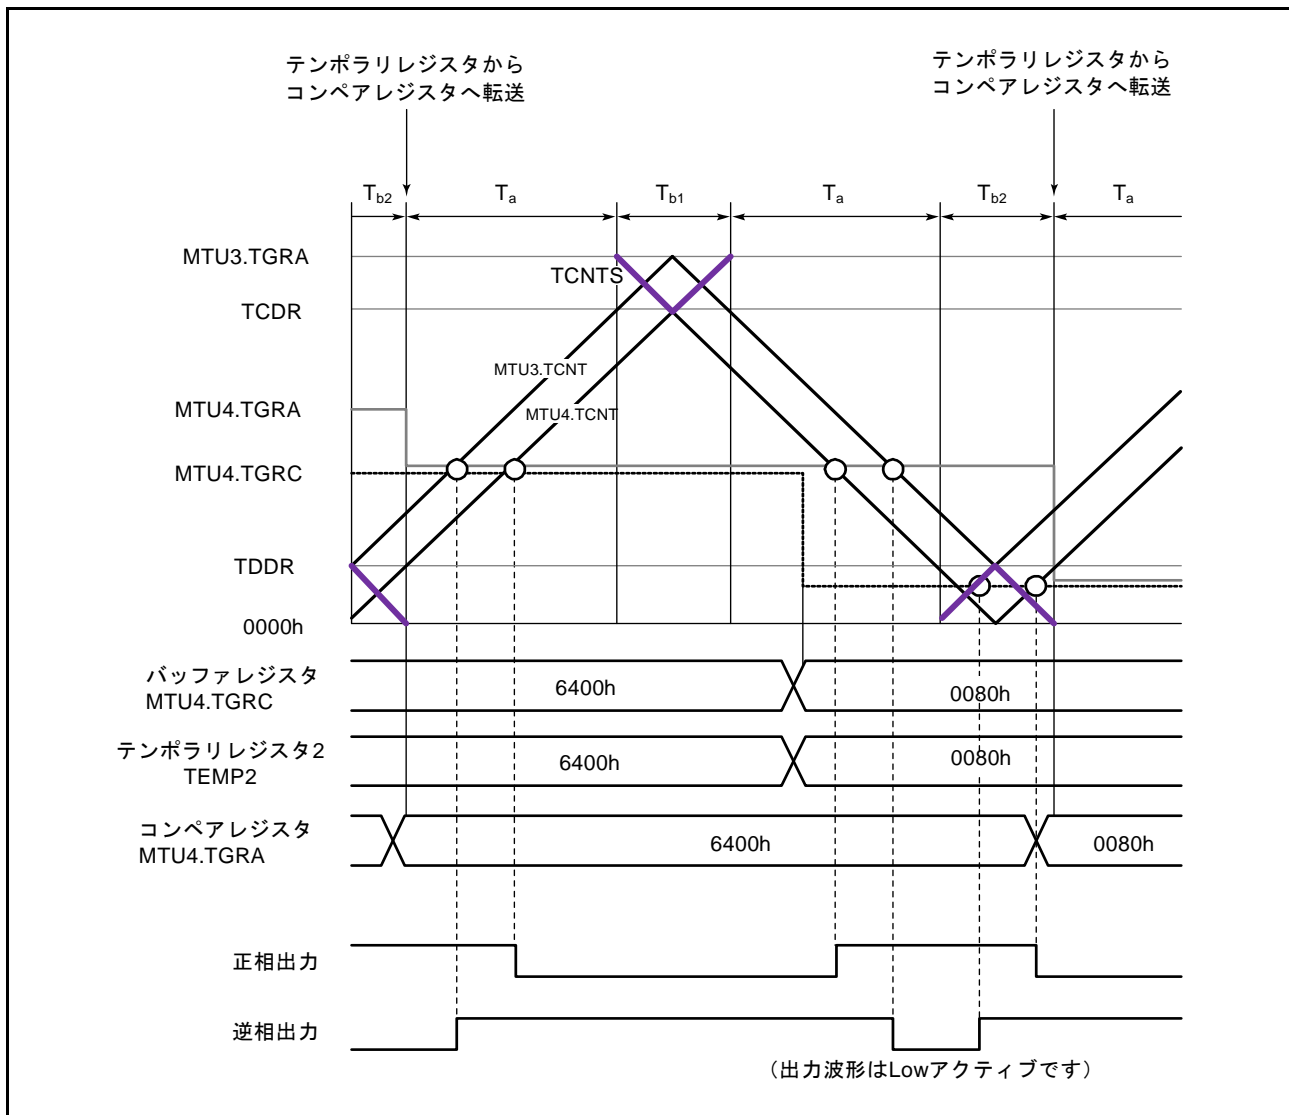 テンポラリレジスタから
コンペアレジスタへ転送
テンポラリレジスタから
コンペアレジスタへ転送
Tb2
Ta
Tb1
Ta
Tb2
Ta
MTU3.TGRA
TCNTS
TCDR
MTU3.TCNT
MTU4.TGRA
MTU4.TCNT
MTU4.TGRC
TDDR
0000h
バッファレジスタ
MTU4.TGRC
6400h
0080h
テンポラリレジスタ2
TEMP2
6400h
0080h
コンペアレジスタ
MTU4.TGRA
6400h
0080h
正相出力
逆相出力
（出力波形はLowアクティブです）